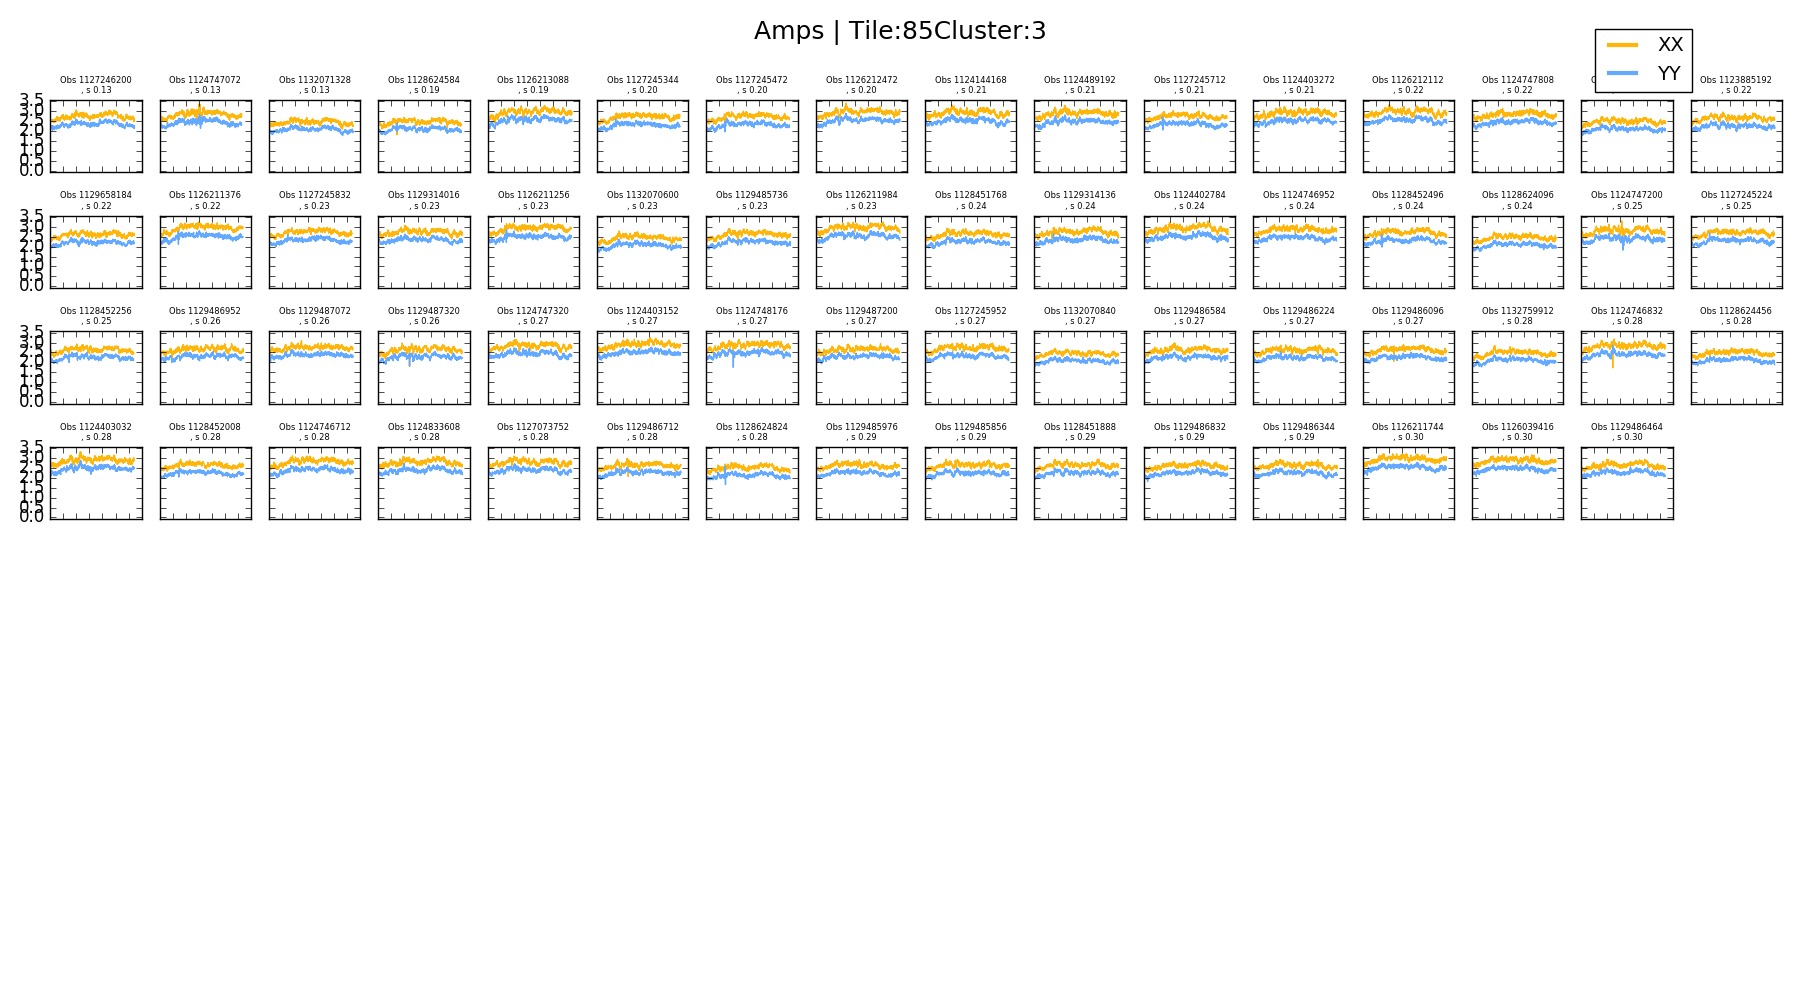 Amps | Tile:85Cluster:3
XX
YY
Obs 1127246200 Obs 1124747072 Obs 1132071328 Obs 1128624584 Obs 1126213088 Obs 1127245344 Obs 1127245472 Obs 1126212472 Obs 1124144168 Obs 1124489192 Obs 1127245712 Obs 1124403272 Obs 1126212112 Obs 1124747808 Obs 1123885192
, s 0.13 , s 0.13 , s 0.13 , s 0.19 , s 0.19 , s 0.20 , s 0.20 , s 0.20 , s 0.21 , s 0.21 , s 0.21 , s 0.21 , s 0.22 , s 0.22 , s 0.22
3.5
3.0
2.5
2.0
1.5
1.0
0.5
0.0
Obs 1129658184 Obs 1126211376 Obs 1127245832 Obs 1129314016 Obs 1126211256 Obs 1132070600 Obs 1129485736 Obs 1126211984 Obs 1128451768 Obs 1129314136 Obs 1124402784 Obs 1124746952 Obs 1128452496 Obs 1128624096 Obs 1124747200 Obs 1127245224
, s 0.22 , s 0.22 , s 0.23 , s 0.23 , s 0.23 , s 0.23 , s 0.23 , s 0.23 , s 0.24 , s 0.24 , s 0.24 , s 0.24 , s 0.24 , s 0.24 , s 0.25 , s 0.25
3.5
3.0
2.5
2.0
1.5
1.0
0.5
0.0
Obs 1128452256 Obs 1129486952 Obs 1129487072 Obs 1129487320 Obs 1124747320 Obs 1124403152 Obs 1124748176 Obs 1129487200 Obs 1127245952 Obs 1132070840 Obs 1129486584 Obs 1129486224 Obs 1129486096 Obs 1132759912 Obs 1124746832 Obs 1128624456
, s 0.25 , s 0.26 , s 0.26 , s 0.26 , s 0.27 , s 0.27 , s 0.27 , s 0.27 , s 0.27 , s 0.27 , s 0.27 , s 0.27 , s 0.27 , s 0.28 , s 0.28 , s 0.28
3.5
3.0
2.5
2.0
1.5
1.0
0.5
0.0
Obs 1124403032 Obs 1128452008 Obs 1124746712 Obs 1124833608 Obs 1127073752 Obs 1129486712 Obs 1128624824 Obs 1129485976 Obs 1129485856 Obs 1128451888 Obs 1129486832 Obs 1129486344 Obs 1126211744 Obs 1126039416 Obs 1129486464
, s 0.28 , s 0.28 , s 0.28 , s 0.28 , s 0.28 , s 0.28 , s 0.28 , s 0.29 , s 0.29 , s 0.29 , s 0.29 , s 0.29 , s 0.30 , s 0.30 , s 0.30
3.5
3.0
2.5
2.0
1.5
1.0
0.5
0.0